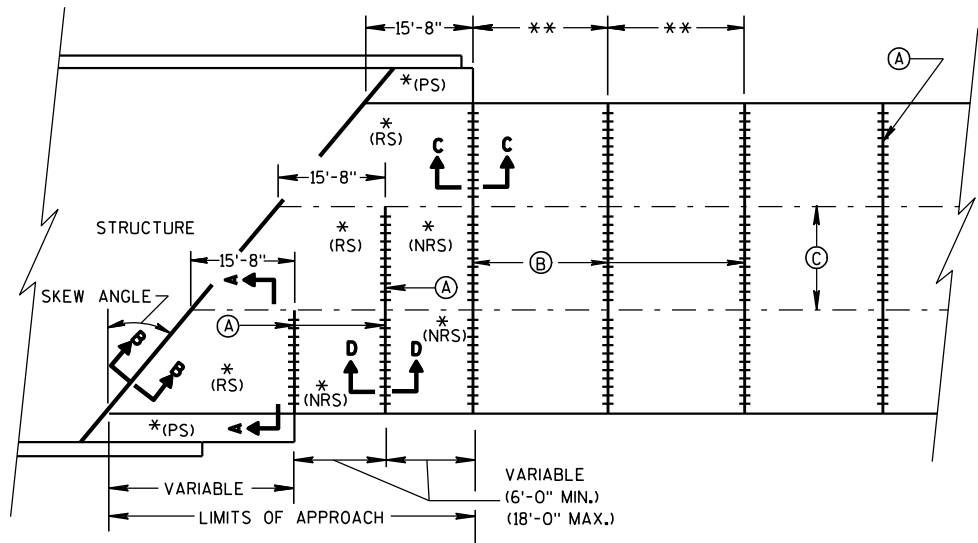 15'-8" ** **
A
*(PS)
*
(RS)
C C
15'-8"
STRUCTURE
*
(RS)
*
(NRS)
15'-8"
A
B
C
SKEW ANGLE
A
A
B
B
*
(RS)
*
(NRS)
D D
*
(NRS)
*(PS)
A
VARIABLE
VARIABLE
(6'-0" MIN.)
(18'-0" MAX.)
LIMITS OF APPROACH